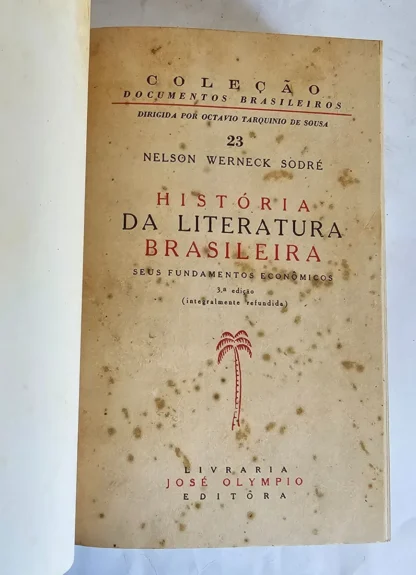 COLEÇÃO
DOCUMENTOS BRASILEIROS
DIRIGIDA POR OCTAVIO TARQUINIO DE SOUSA
23
NELSON WERNECK SODRÉ
HISTÓRIA
DA LITERATURA
BRASILEIRA
SEUS FUNDAMENTOS ECONÔMICOS
3.ª edição
(integralmente refundida)
LIVRARIA
JOSÉ OLYMPIO
EDITÔRA